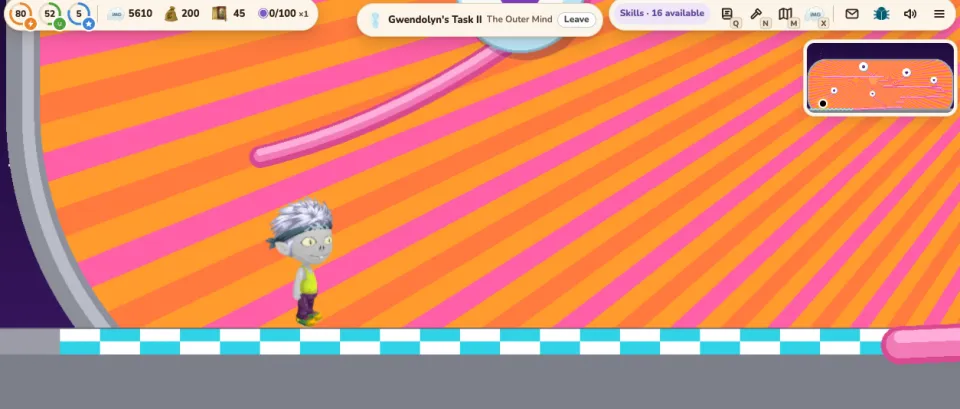 80 52 5 iMG 5610 200 45 0/100 ×1
Gwendolyn's Task II The Outer Mind Leave
Skills · 16 available
Q N M X